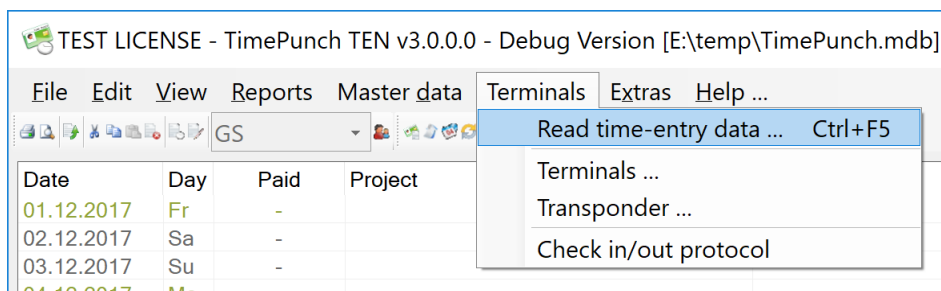 TEST LICENSE - TimePunch TEN v3.0.0.0 - Debug Version [E:\temp\TimePunch.mdb]
File Edit View Reports Master data Terminals Extras Help ...
GS
Read time-entry data ... Ctrl+F5
Terminals ...
Transponder ...
Check in/out protocol
Date Day Paid Project
01.12.2017 Fr -
02.12.2017 Sa -
03.12.2017 Su -